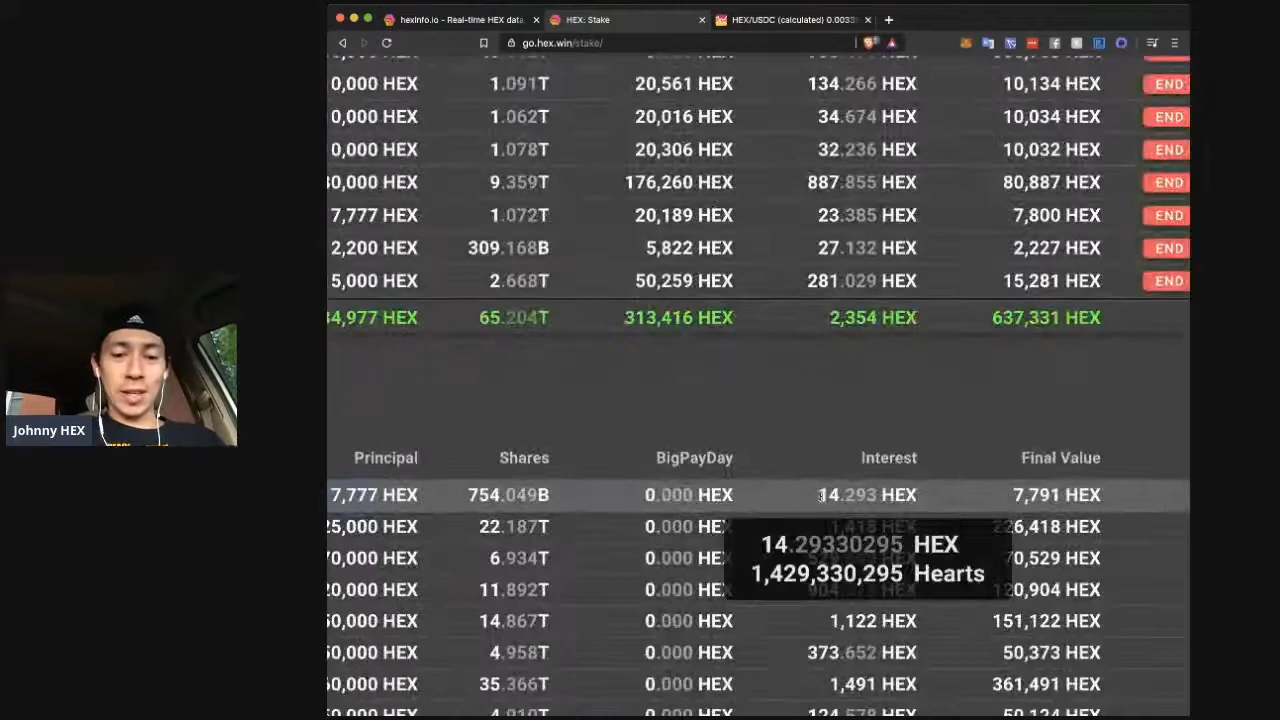 hexinfo.io - Real-time HEX data
HEX: Stake
HEX/USDC (calculated) 0.0035
go.hex.win/stake/
0,000 HEX 1.091T 20,561 HEX 134.266 HEX 10,134 HEX END
0,000 HEX 1.062T 20,016 HEX 34.674 HEX 10,034 HEX END
0,000 HEX 1.078T 20,306 HEX 32.236 HEX 10,032 HEX END
0,000 HEX 9.359T 176,260 HEX 887.855 HEX 80,887 HEX END
7,777 HEX 1.072T 20,189 HEX 23.385 HEX 7,800 HEX END
2,200 HEX 309.168B 5,822 HEX 27.132 HEX 2,227 HEX END
5,000 HEX 2.668T 50,259 HEX 281.029 HEX 15,281 HEX END
4,977 HEX 65.204T 313,416 HEX 2,354 HEX 637,331 HEX
Johnny HEX
Principal Shares BigPayDay Interest Final Value
7,777 HEX 754.049B 0.000 HEX 14.293 HEX 7,791 HEX
25,000 HEX 22.187T 0.000 HEX 1,418 HEX 226,418 HEX
14.29330295 HEX
1,429,330,295 Hearts
70,000 HEX 6.934T 0.000 HEX 70,529 HEX
20,000 HEX 11.892T 0.000 HEX 120,904 HEX
50,000 HEX 14.867T 0.000 HEX 1,122 HEX 151,122 HEX
50,000 HEX 4.958T 0.000 HEX 373.652 HEX 50,373 HEX
60,000 HEX 35.366T 0.000 HEX 1,491 HEX 361,491 HEX